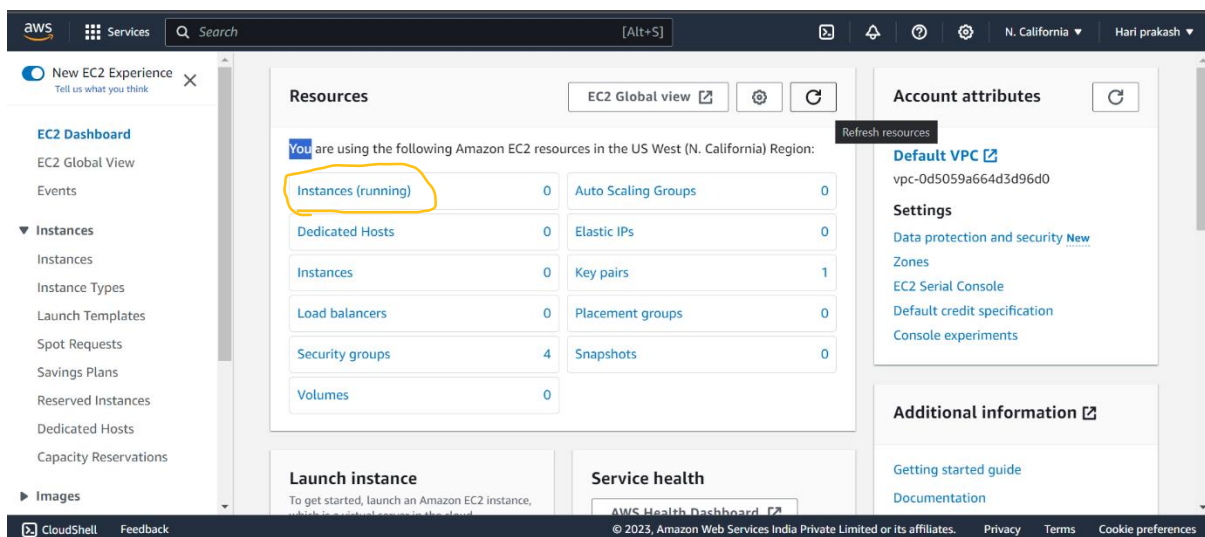 aws Services Search [Alt+S] N. California Hari prakash
New EC2 Experience
Tell us what you think
EC2 Dashboard
EC2 Global View
Events
Instances
Instances
Instance Types
Launch Templates
Spot Requests
Savings Plans
Reserved Instances
Dedicated Hosts
Capacity Reservations
Images
Resources
EC2 Global view
You are using the following Amazon EC2 resources in the US West (N. California) Region:
Instances (running) 0 Auto Scaling Groups 0
Dedicated Hosts 0 Elastic IPs 0
Instances 0 Key pairs 1
Load balancers 0 Placement groups 0
Security groups 4 Snapshots 0
Volumes 0
Launch instance
To get started, launch an Amazon EC2 instance,
which is a virtual server in the cloud
Service health
AWS Health Dashboard
Account attributes
Refresh resources
Default VPC
vpc-0d5059a664d3d96d0
Settings
Data protection and security New
Zones
EC2 Serial Console
Default credit specification
Console experiments
Additional information
Getting started guide
Documentation
CloudShell Feedback © 2023, Amazon Web Services India Private Limited or its affiliates. Privacy Terms Cookie preferences